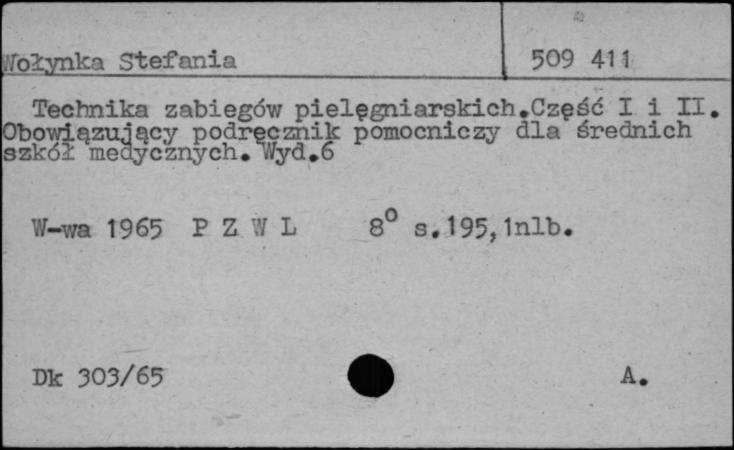 Wołynka Stefania 509 411
Technika zabiegów pielęgniarskich.Część I i II.
Obowiązujący podręcznik pomocniczy dla średnich
szkół medycznych. Wyd.6
W-wa 1965 P Z W L 8° s.195,1nlb.
Dk 303/65 A.